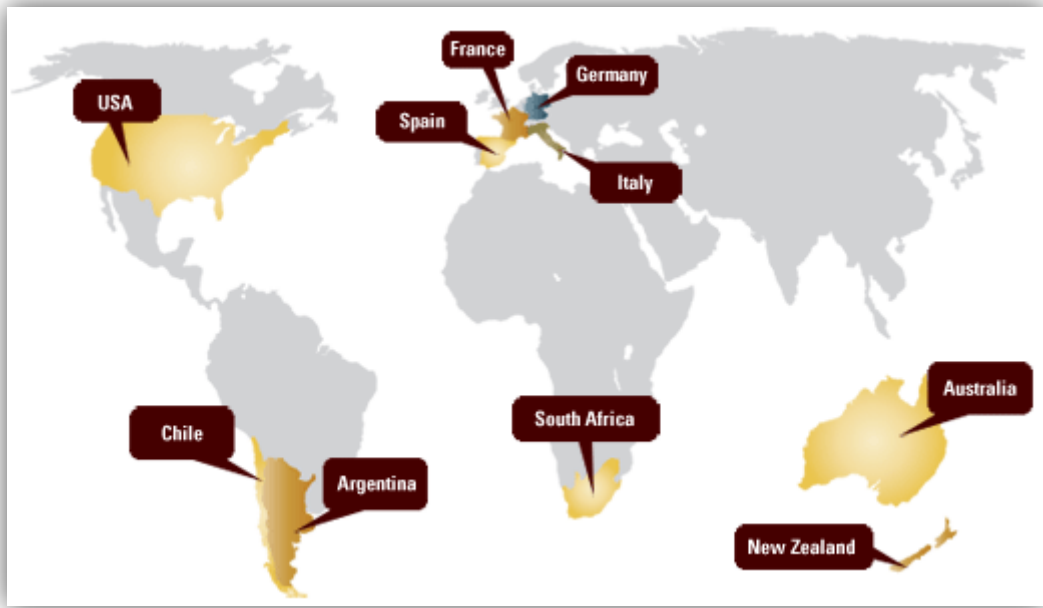 France
Germany
USA
Spain
Italy
Australia
South Africa
Chile
Argentina
New Zealand